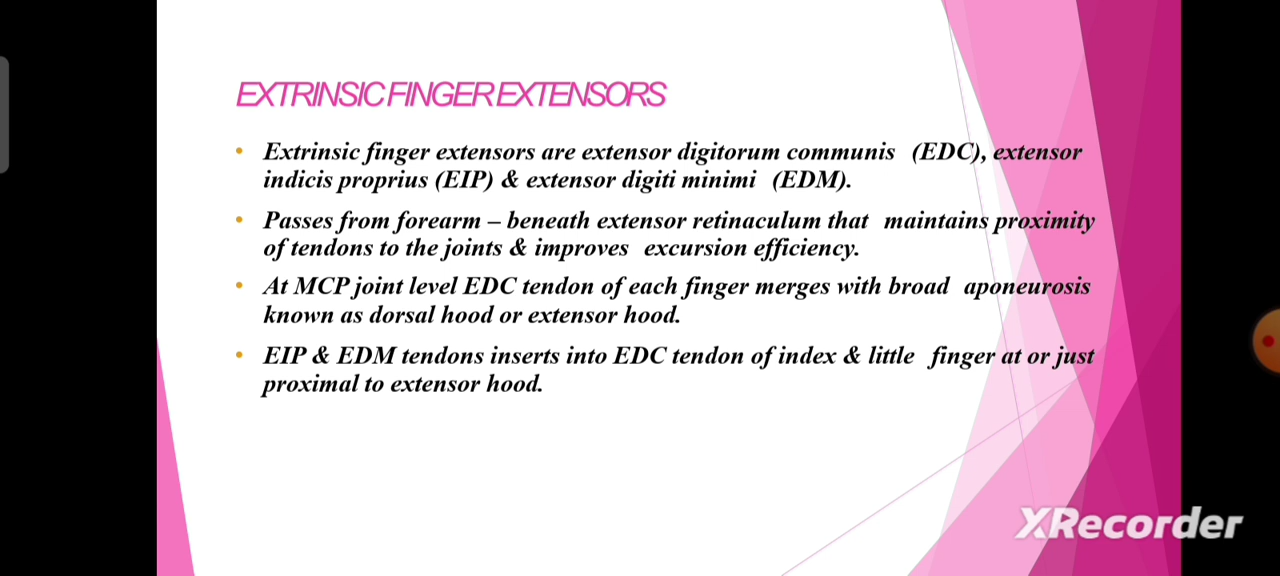 EXTRINSIC FINGER EXTENSORS
• Extrinsic finger extensors are extensor digitorum communis (EDC), extensor
indicis proprius (EIP) & extensor digiti minimi (EDM).
• Passes from forearm – beneath extensor retinaculum that maintains proximity
of tendons to the joints & improves excursion efficiency.
• At MCP joint level EDC tendon of each finger merges with broad aponeurosis
known as dorsal hood or extensor hood.
• EIP & EDM tendons inserts into EDC tendon of index & little finger at or just
proximal to extensor hood.
XRecorder